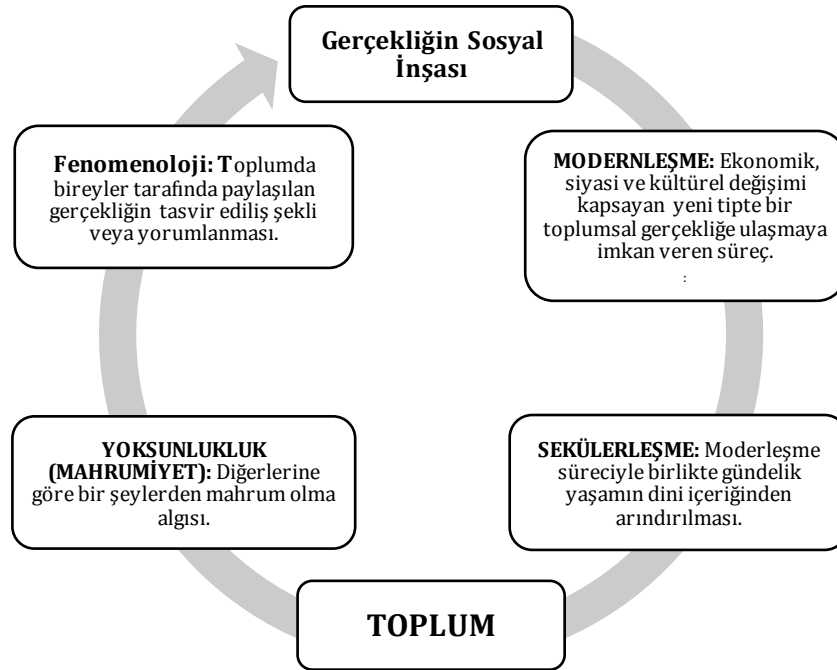 Gerçekliğin Sosyal
İnşası
Fenomenoloji: Toplumda
bireyler tarafında paylaşılan
gerçekliğin tasvir ediliş şekli
veya yorumlanması.
MODERNLEŞME: Ekonomik,
siyasi ve kültürel değişimi
kapsayan yeni tipte bir
toplumsal gerçekliğe ulaşmaya
imkan veren süreç.
:
YOKSUNLUKLUK
(MAHRUMİYET): Diğerlerine
göre bir şeylerden mahrum olma
algısı.
SEKÜLERLEŞME: Moderleşme
süreciyle birlikte gündelik
yaşamın dini içeriğinden
arındırılması.
TOPLUM